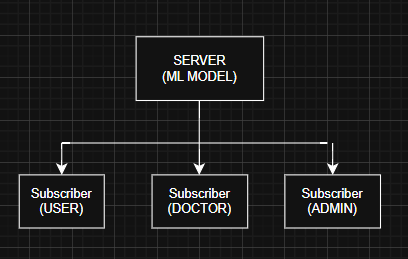 SERVER
(ML MODEL)
Subscriber
(USER)
Subscriber
(DOCTOR)
Subscriber
(ADMIN)